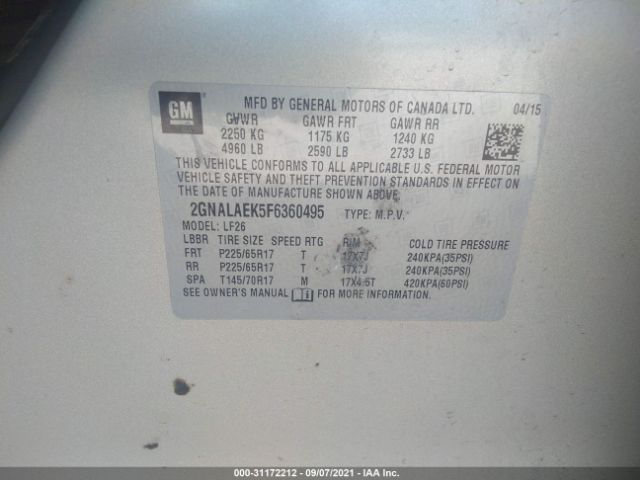 GM
MFD BY GENERAL MOTORS OF CANADA LTD. 04/15
GVWR GAWR FRT GAWR RR
2250 KG 1175 KG 1240 KG
4960 LB 2590 LB 2733 LB
THIS VEHICLE CONFORMS TO ALL APPLICABLE U.S. FEDERAL MOTOR
VEHICLE SAFETY AND THEFT PREVENTION STANDARDS IN EFFECT ON
THE DATE OF MANUFACTURE SHOWN ABOVE.
2GNALAEK5F6360495 TYPE: M.P.V.
MODEL: LF26
LBBR TIRE SIZE SPEED RTG RIM COLD TIRE PRESSURE
FRT P225/65R17 T 17X7J 240KPA(35PSI)
RR P225/65R17 T 17X7J 240KPA(35PSI)
SPA T145/70R17 M 17X4.5T 420KPA(60PSI)
SEE OWNER'S MANUAL FOR MORE INFORMATION.
000-31172212 - 09/07/2021 - IAA Inc.